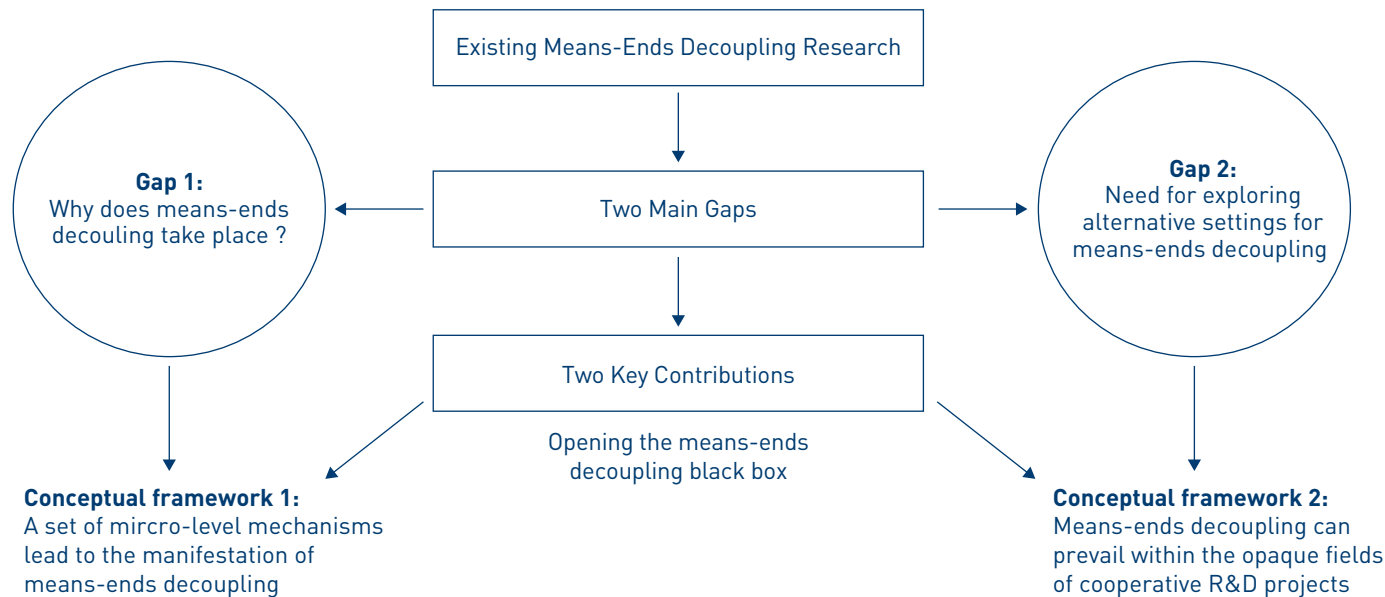 Existing Means-Ends Decoupling Research
Gap 1:
Why does means-ends
decouling take place ?
Two Main Gaps
Gap 2:
Need for exploring
alternative settings for
means-ends decoupling
Two Key Contributions
Opening the means-ends
decoupling black box
Conceptual framework 1:
A set of mircro-level mechanisms
lead to the manifestation of
means-ends decoupling
Conceptual framework 2:
Means-ends decoupling can
prevail within the opaque fields
of cooperative R&D projects